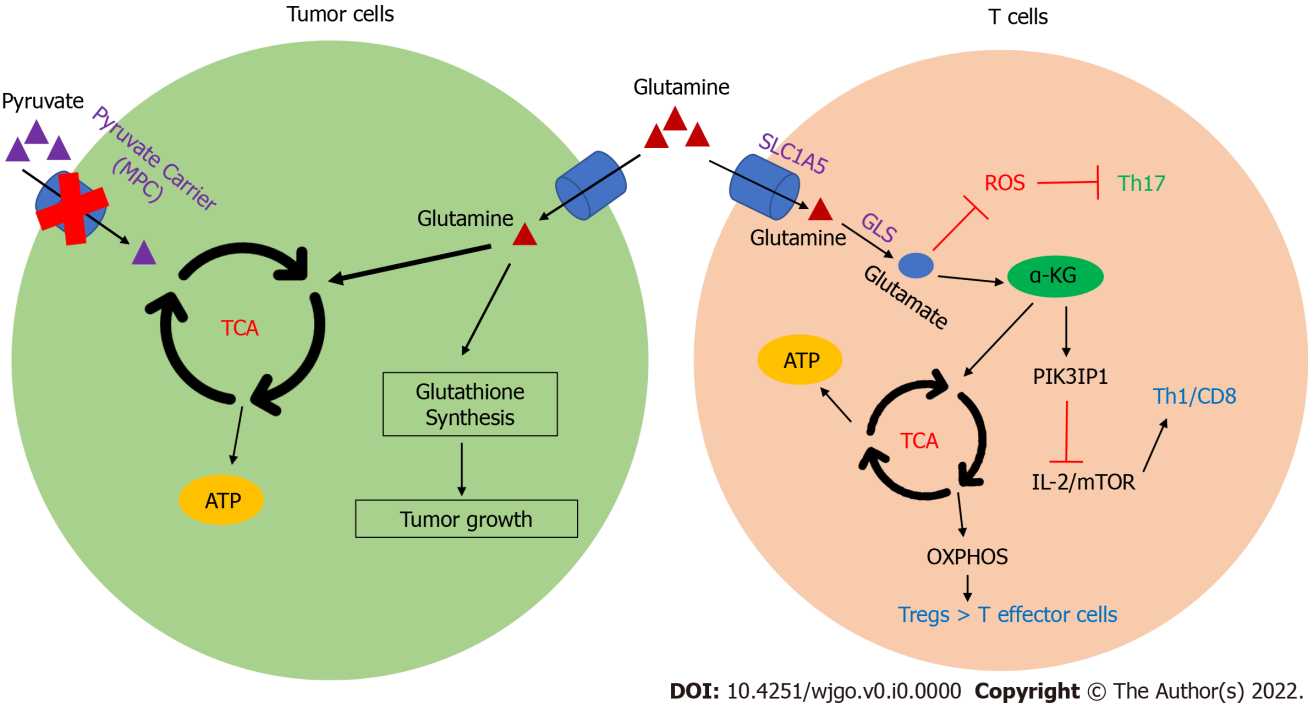 Tumor cells
T cells
Pyruvate
Pyruvate Carrier
(MPC)
Glutamine
SLC1A5
Glutamine
Glutamine
GLS
Glutamate
ROS
Th17
ɑ-KG
TCA
ATP
Glutathione
Synthesis
Tumor growth
ATP
TCA
PIK3IP1
Th1/CD8
IL-2/mTOR
OXPHOS
Tregs > T effector cells
DOI: 10.4251/wjgo.v0.i0.0000 Copyright © The Author(s) 2022.